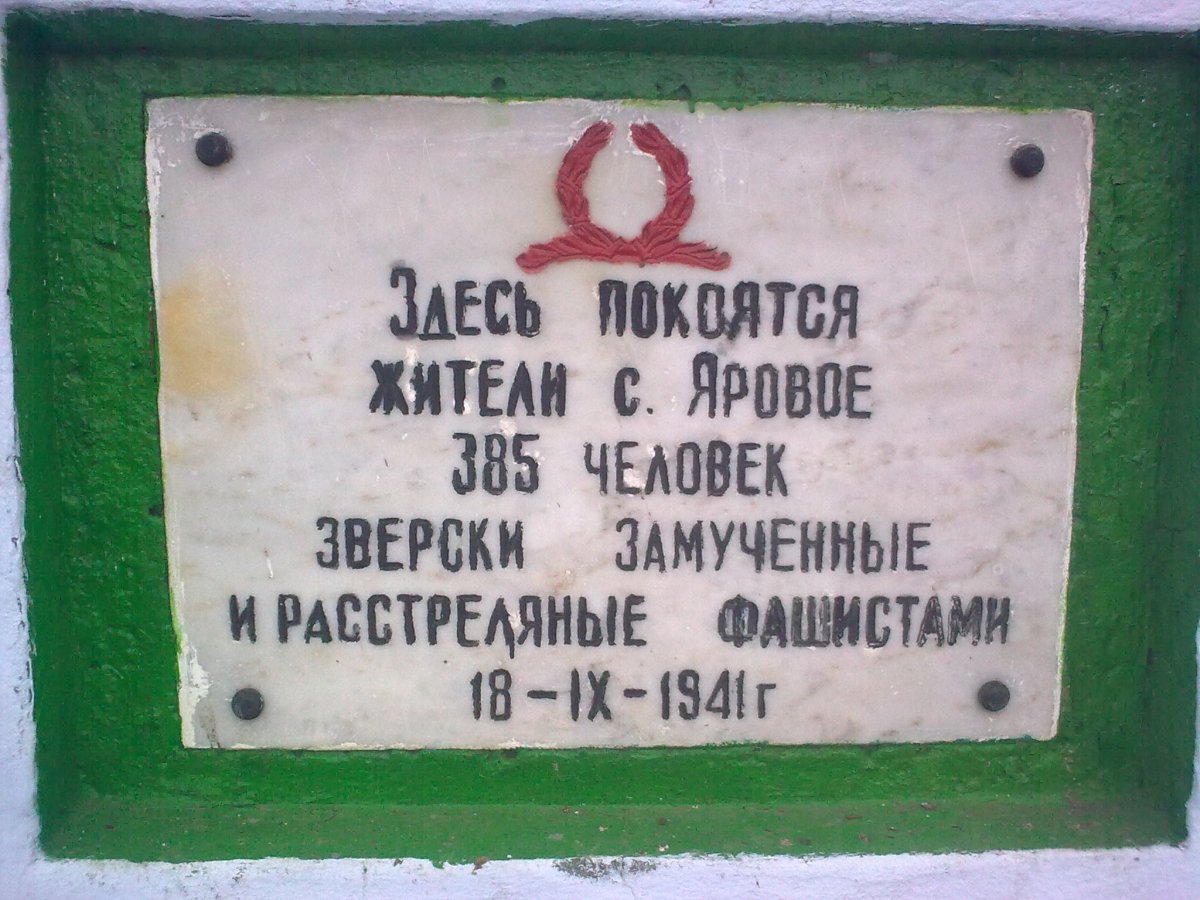 Здесь покоятся
жители с. Яровое
385 человек
зверски замученные
и расстреляные фашистами
18-IX-1941г